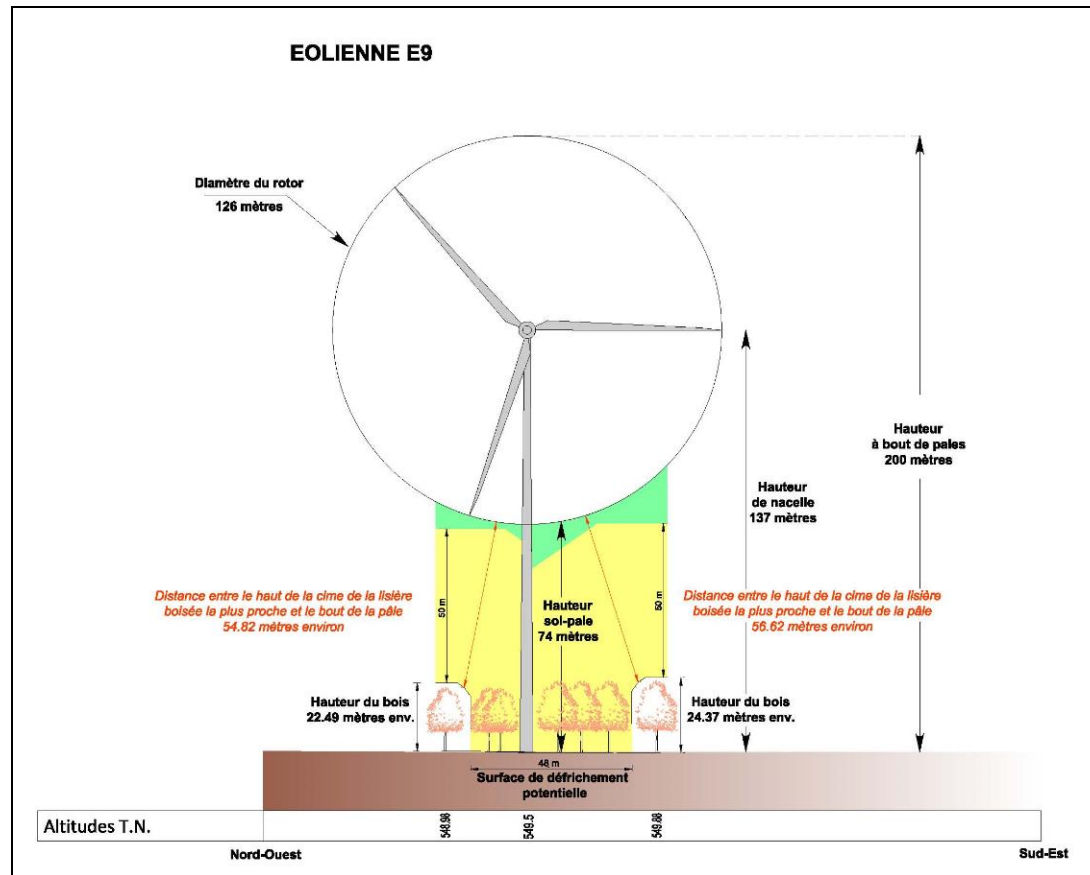 EOLIENNE E9
Diamètre du rotor
126 mètres
Hauteur
à bout de pales
200 mètres
Hauteur
de nacelle
137 mètres
Distance entre le haut de la cime de la lisière
boisée la plus proche et le bout de la pâle
54.82 mètres environ
50 m
Hauteur
sol-pale
74 mètres
50 m
Distance entre le haut de la cime de la lisière
boisée la plus proche et le bout de la pâle
56.62 mètres environ
Hauteur du bois
22.49 mètres env.
Hauteur du bois
24.37 mètres env.
48 m
Surface de défrichement
potentielle
Altitudes T.N.
548.98
549.5
549.88
Nord-Ouest
Sud-Est